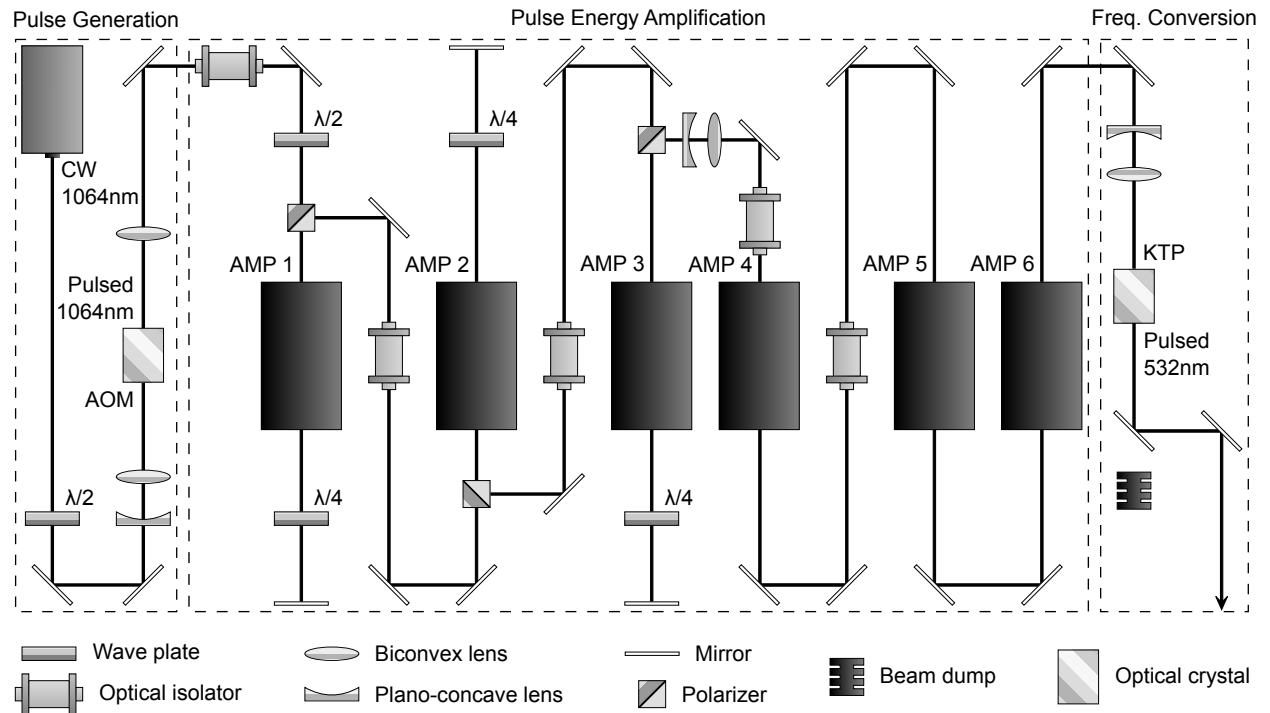 Pulse Generation
Pulse Energy Amplification
Freq. Conversion
λ/2
λ/4
CW
1064nm
AMP 1
AMP 2
AMP 3
AMP 4
AMP 5
AMP 6
KTP
Pulsed
1064nm
Pulsed
532nm
AOM
λ/2
λ/4
λ/4
Wave plate
Biconvex lens
Mirror
Beam dump
Optical crystal
Optical isolator
Plano-concave lens
Polarizer